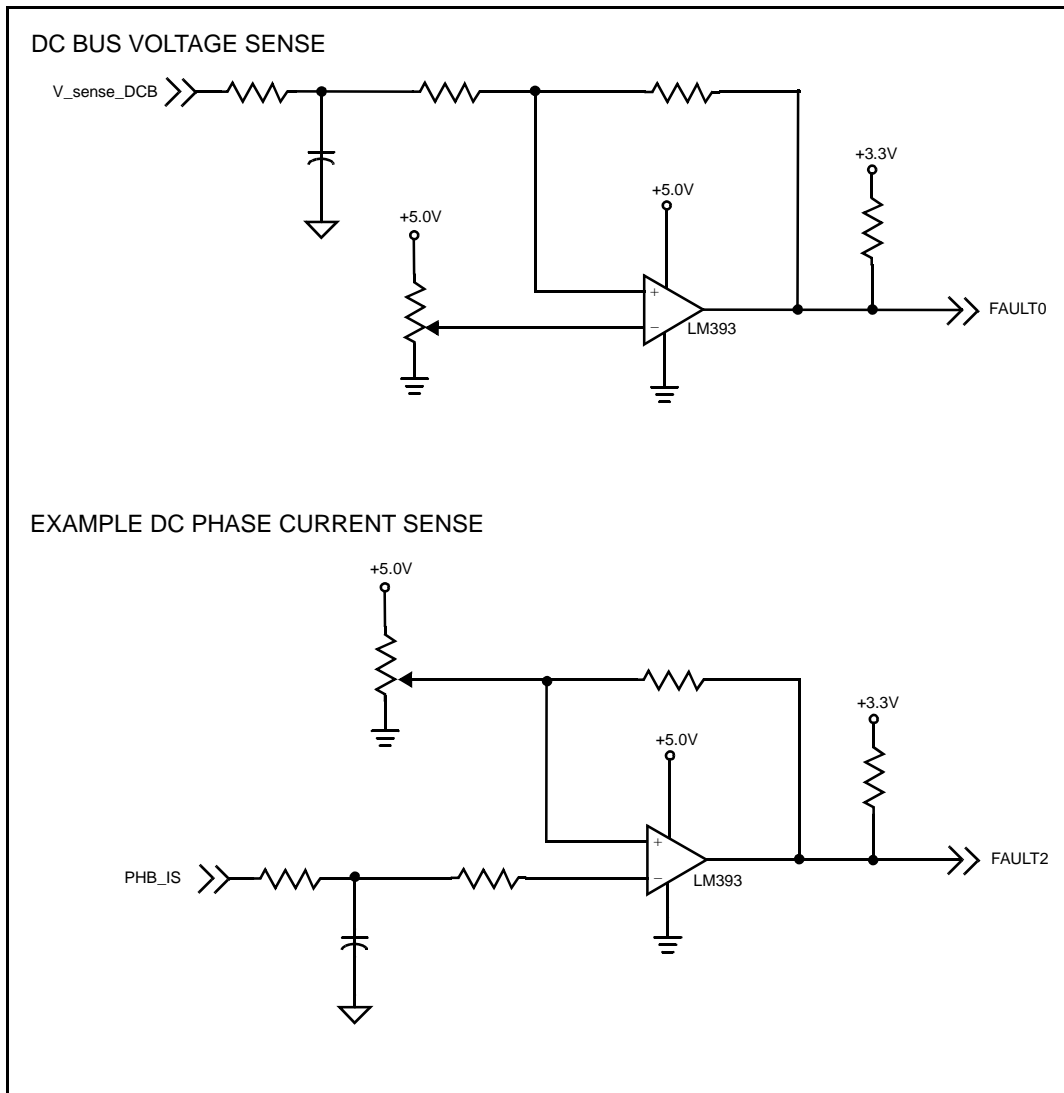 DC BUS VOLTAGE SENSE
V_sense_DCB
+3.3V
+5.0V
+5.0V
+
−
LM393
FAULT0
EXAMPLE DC PHASE CURRENT SENSE
+5.0V
+3.3V
+5.0V
+
−
LM393
FAULT2
PHB_IS